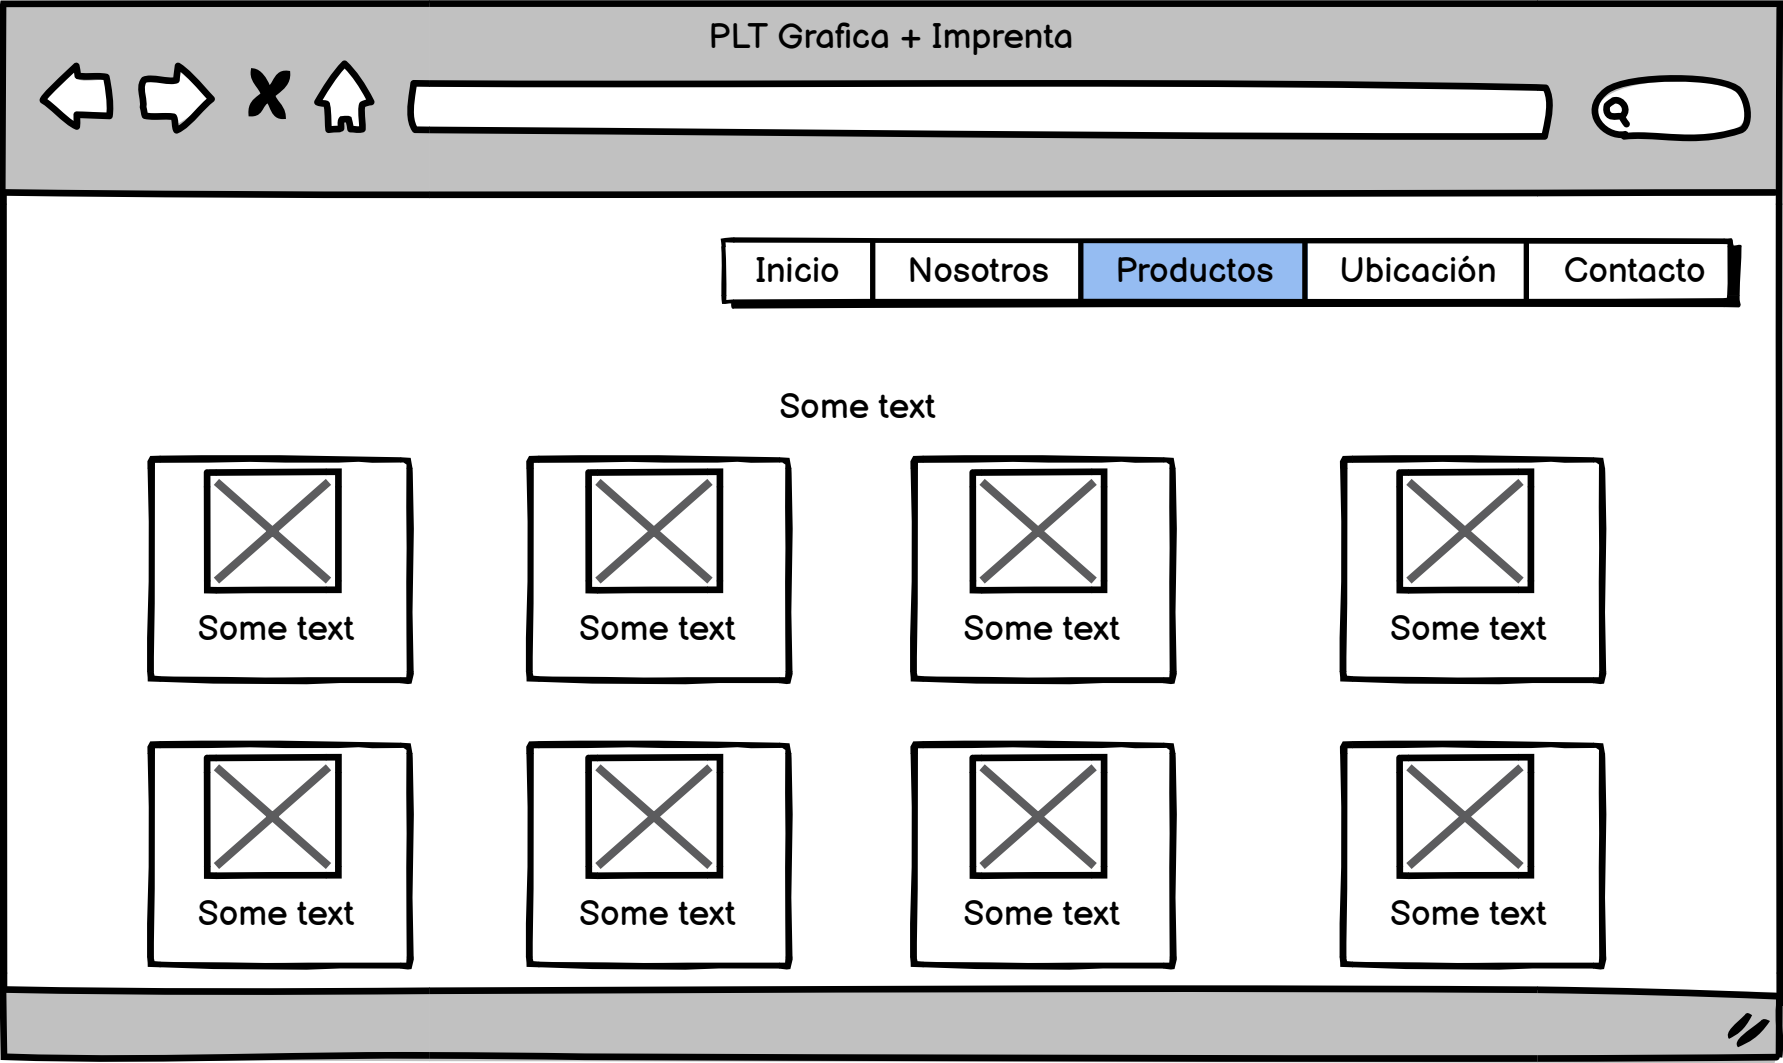 PLT Grafica + Imprenta
Inicio Nosotros Productos Ubicación Contacto
Some text
Some text Some text Some text Some text
Some text Some text Some text Some text